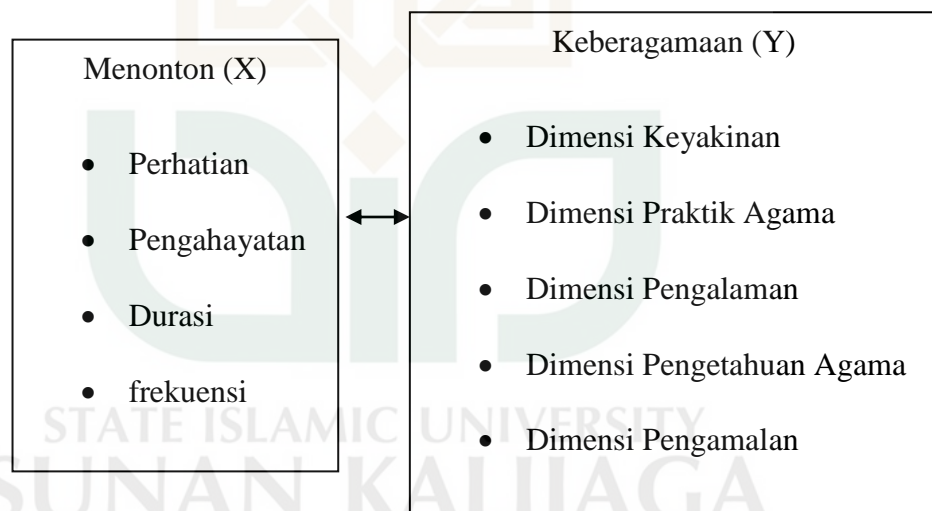 Menonton (X)
• Perhatian
• Pengahayatan
• Durasi
• frekuensi
Keberagamaan (Y)
• Dimensi Keyakinan
• Dimensi Praktik Agama
• Dimensi Pengalaman
• Dimensi Pengetahuan Agama
• Dimensi Pengamalan
STATE ISLAMIC UNIVERSITY
SUNAN KALIJAGA